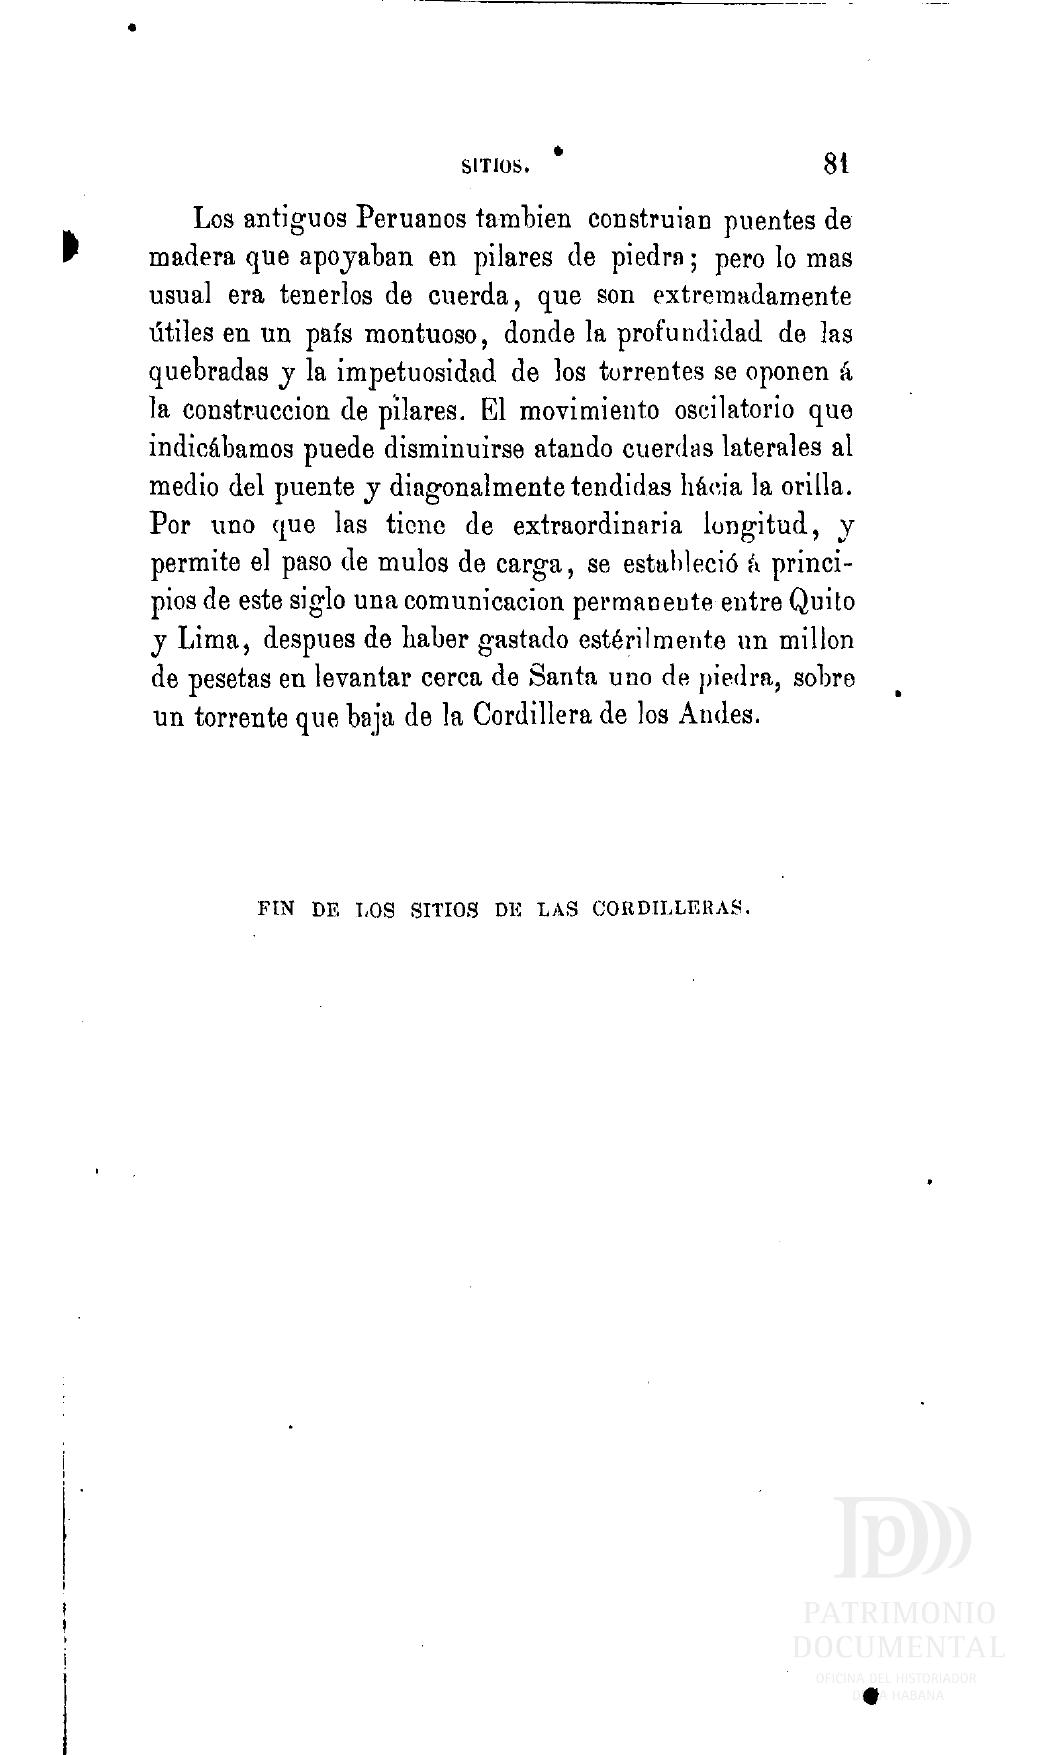 SITIOS. 81
Los antiguos Peruanos tambien construian puentes de
madera que apoyaban en pilares de piedra; pero lo mas
usual era tenerlos de cuerda, que son extremadamente
útiles en un país montuoso, donde la profundidad de las
quebradas y la impetuosidad de los torrentes se oponen á
la construccion de pilares. El movimiento oscilatorio que
indicábamos puede disminuirse atando cuerdas laterales al
medio del puente y diagonalmente tendidas hácia la orilla.
Por uno que las tiene de extraordinaria longitud, y
permite el paso de mulos de carga, se estableció á princi-
pios de este siglo una comunicacion permanente entre Quito
y Lima, despues de haber gastado estérilmente un millon
de pesetas en levantar cerca de Santa uno de piedra, sobre
un torrente que baja de la Cordillera de los Andes.
FIN DE LOS SITIOS DE LAS CORDILLERAS.
PATRIMONIO
DOCUMENTAL
OFICINA DEL HISTORIADOR
HABANA